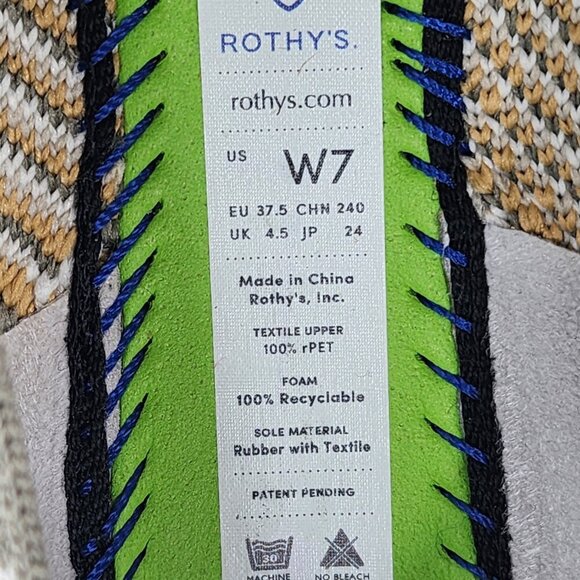 ROTHY'S.
rothys.com
US W7
EU 37.5 CHN 240
UK 4.5 JP 24
Made in China
Rothy's, Inc.
TEXTILE UPPER
100% rPET
FOAM
100% Recyclable
SOLE MATERIAL
Rubber with Textile
PATENT PENDING
30°
MACHINE NO BLEACH